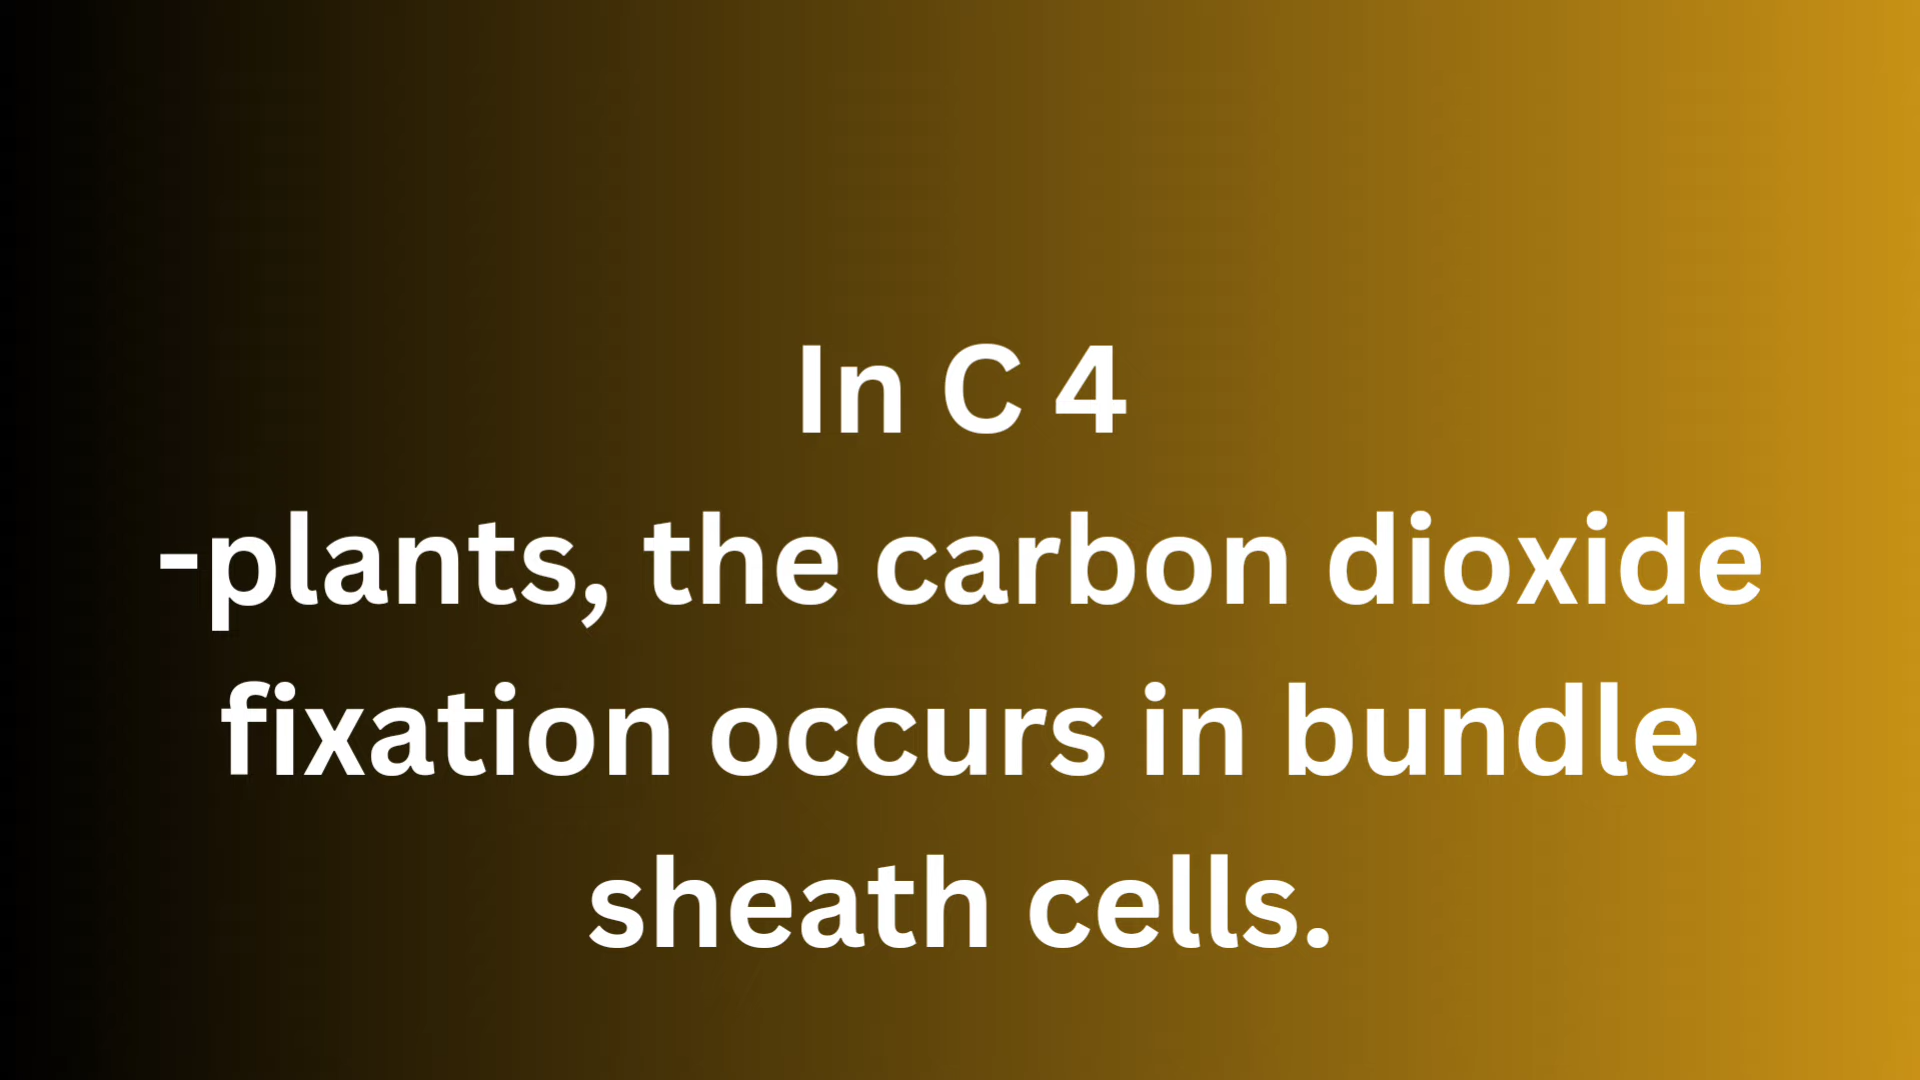 In C 4
-plants, the carbon dioxide
fixation occurs in bundle
sheath cells.